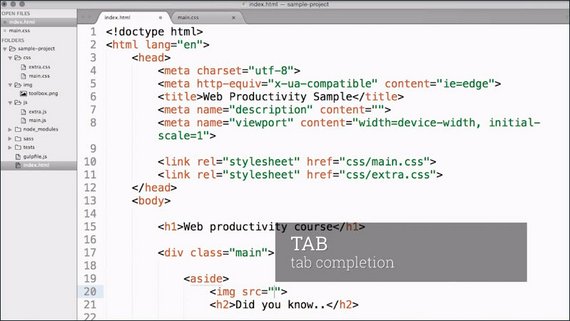 index.html — sample-project
OPEN FILES
index.html
main.css
FOLDERS
sample-project
css
extra.css
main.css
img
toolbox.png
js
extra.js
main.js
node_modules
sass
tests
gulpfile.js
index.html
index.html
main.css
1 <!doctype html>
2 <html lang="en">
3 <head>
4 <meta charset="utf-8">
5 <meta http-equiv="x-ua-compatible" content="ie=edge">
6 <title>Web Productivity Sample</title>
7 <meta name="description" content="">
8 <meta name="viewport" content="width=device-width, initial-
scale=1">
9
10 <link rel="stylesheet" href="css/main.css">
11 <link rel="stylesheet" href="css/extra.css">
12 </head>
13 <body>
14
15 <h1>Web productivity course</h1>
16
17 <div class="main">
18
19 <aside>
20 <img src="">
21 <h2>Did you know..</h2>
TAB
tab completion